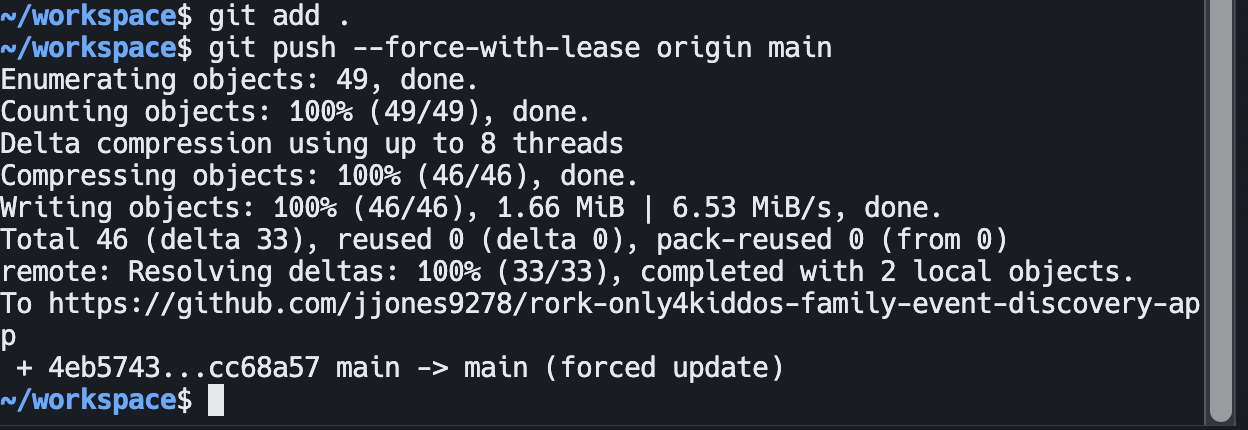 ~/workspace$ git add .
~/workspace$ git push --force-with-lease origin main
Enumerating objects: 49, done.
Counting objects: 100% (49/49), done.
Delta compression using up to 8 threads
Compressing objects: 100% (46/46), done.
Writing objects: 100% (46/46), 1.66 MiB | 6.53 MiB/s, done.
Total 46 (delta 33), reused 0 (delta 0), pack-reused 0 (from 0)
remote: Resolving deltas: 100% (33/33), completed with 2 local objects.
To https://github.com/jjones9278/rork-only4kiddos-family-event-discovery-ap
p
 + 4eb5743...cc68a57 main -> main (forced update)
~/workspace$